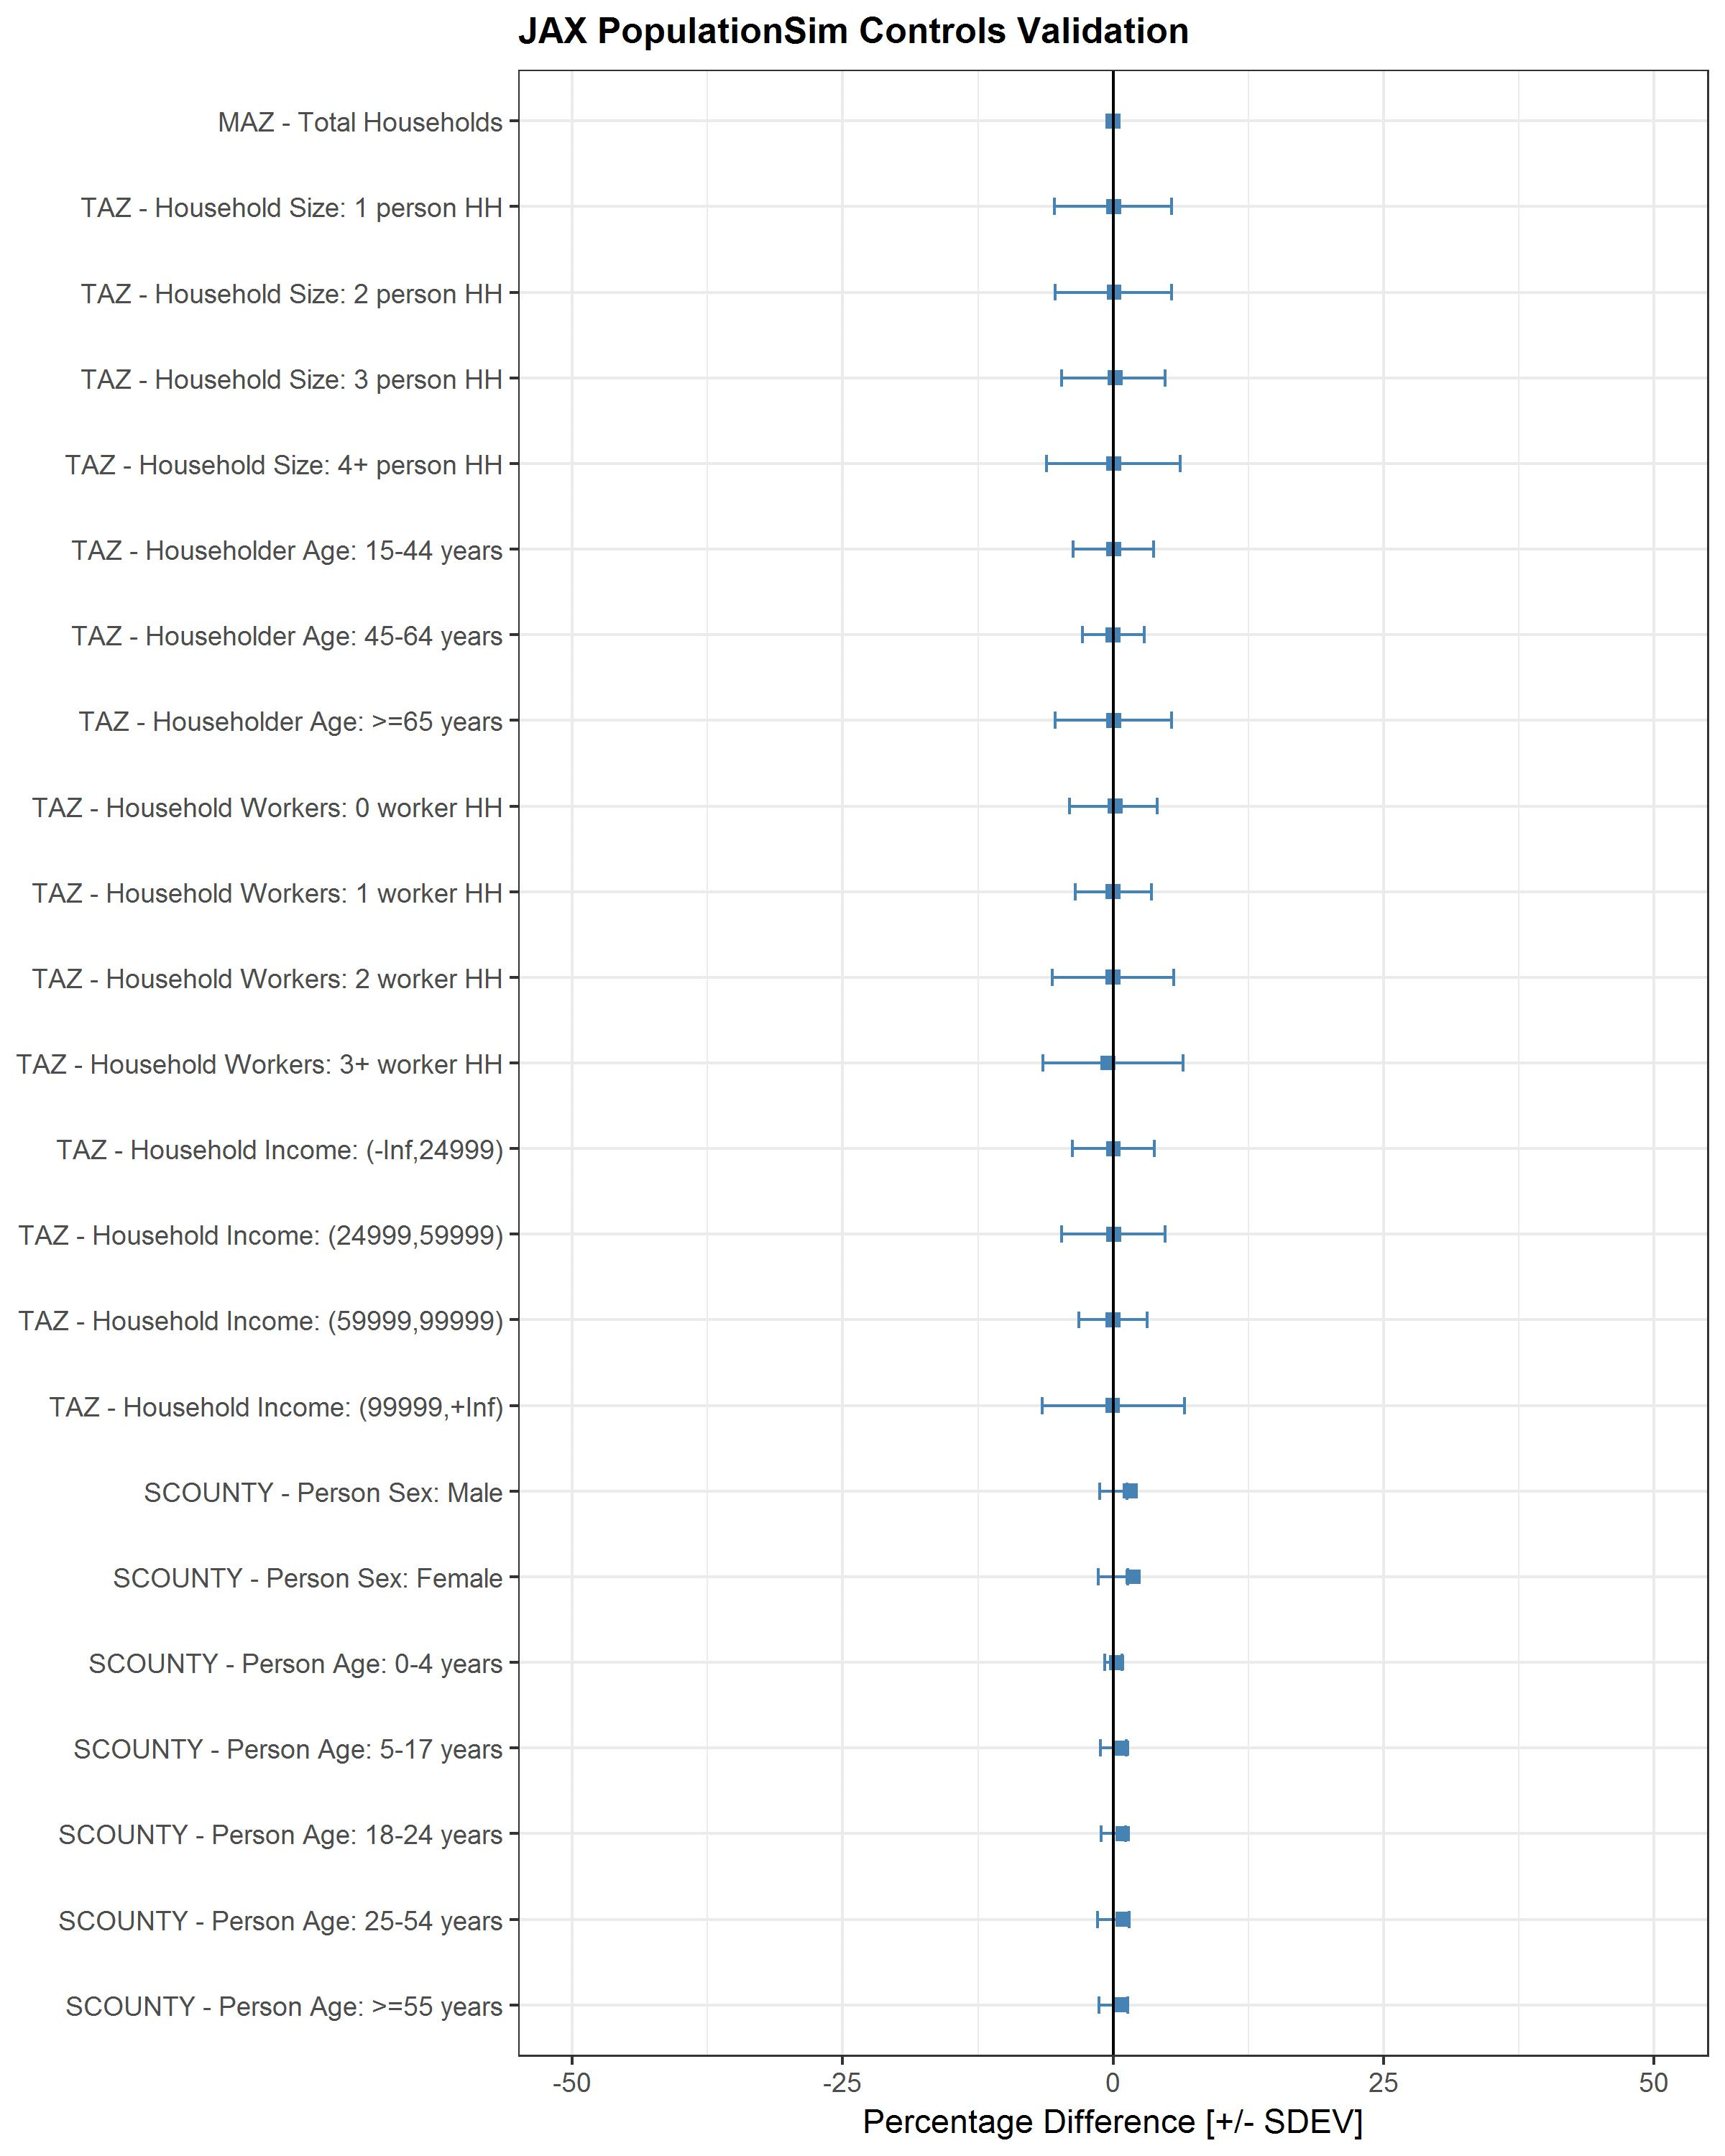 JAX PopulationSim Controls Validation
MAZ - Total Households
TAZ - Household Size: 1 person HH
TAZ - Household Size: 2 person HH
TAZ - Household Size: 3 person HH
TAZ - Household Size: 4+ person HH
TAZ - Householder Age: 15-44 years
TAZ - Householder Age: 45-64 years
TAZ - Householder Age: >=65 years
TAZ - Household Workers: 0 worker HH
TAZ - Household Workers: 1 worker HH
TAZ - Household Workers: 2 worker HH
TAZ - Household Workers: 3+ worker HH
TAZ - Household Income: (-Inf,24999)
TAZ - Household Income: (24999,59999)
TAZ - Household Income: (59999,99999)
TAZ - Household Income: (99999,+Inf)
SCOUNTY - Person Sex: Male
SCOUNTY - Person Sex: Female
SCOUNTY - Person Age: 0-4 years
SCOUNTY - Person Age: 5-17 years
SCOUNTY - Person Age: 18-24 years
SCOUNTY - Person Age: 25-54 years
SCOUNTY - Person Age: >=55 years
-50 -25 0 25 50
Percentage Difference [+/- SDEV]